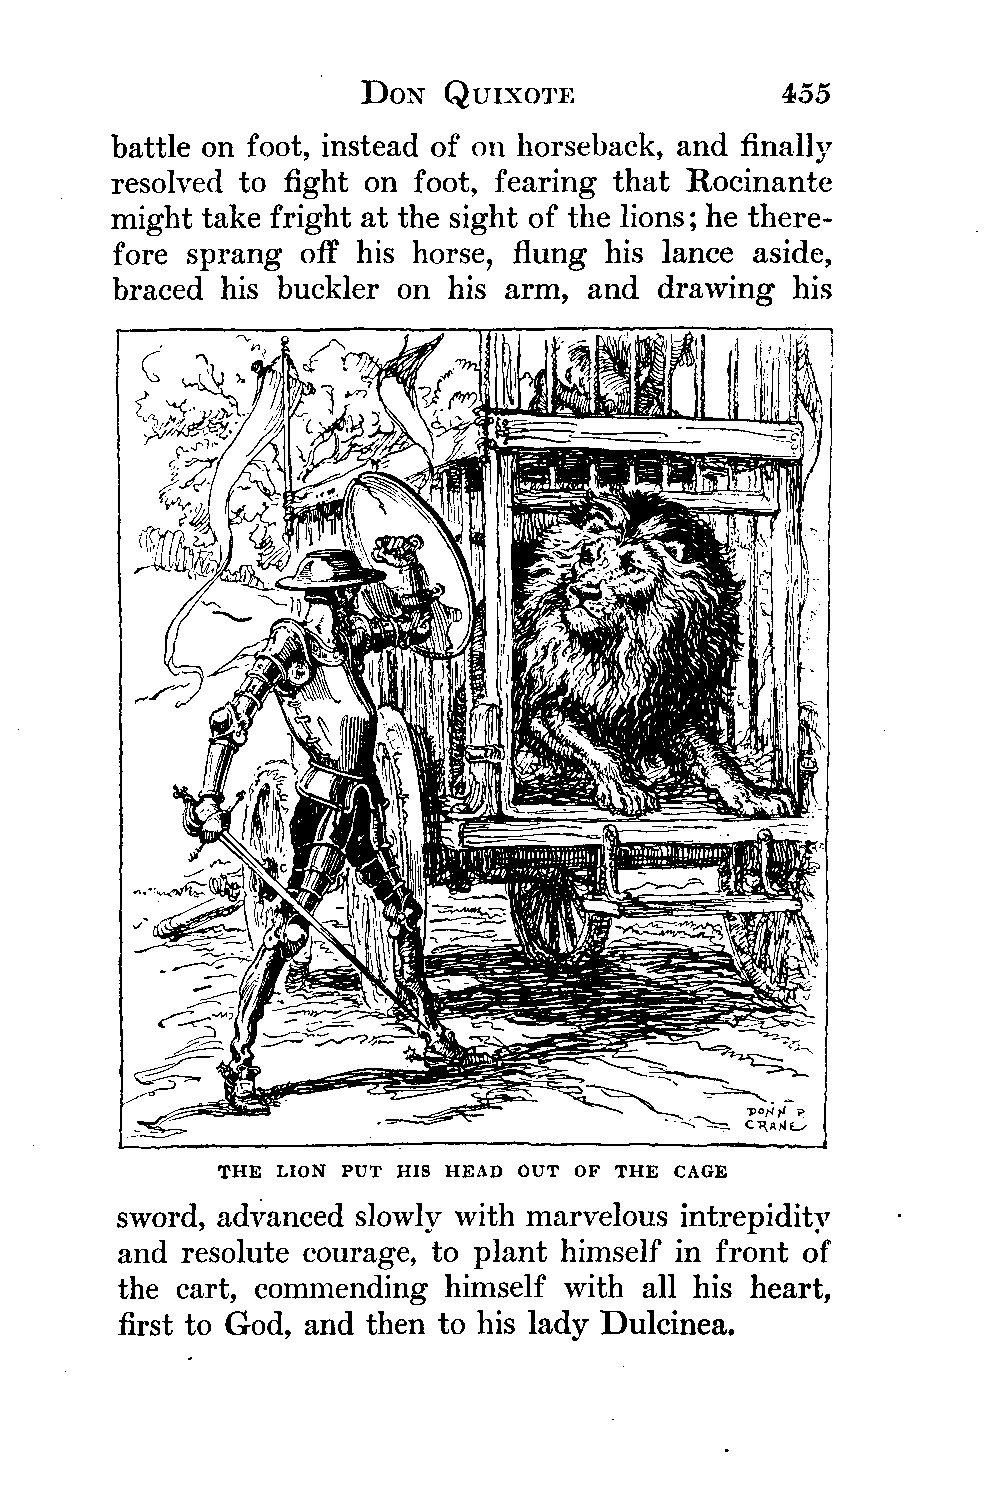 DON QUIXOTE 455
battle on foot, instead of on horseback, and finally
resolved to fight on foot, fearing that Rocinante
might take fright at the sight of the lions; he there-
fore sprang off his horse, flung his lance aside,
braced his buckler on his arm, and drawing his
DONN P.
CRANE
THE LION PUT HIS HEAD OUT OF THE CAGE
sword, advanced slowly with marvelous intrepidity
and resolute courage, to plant himself in front of
the cart, commending himself with all his heart,
first to God, and then to his lady Dulcinea.